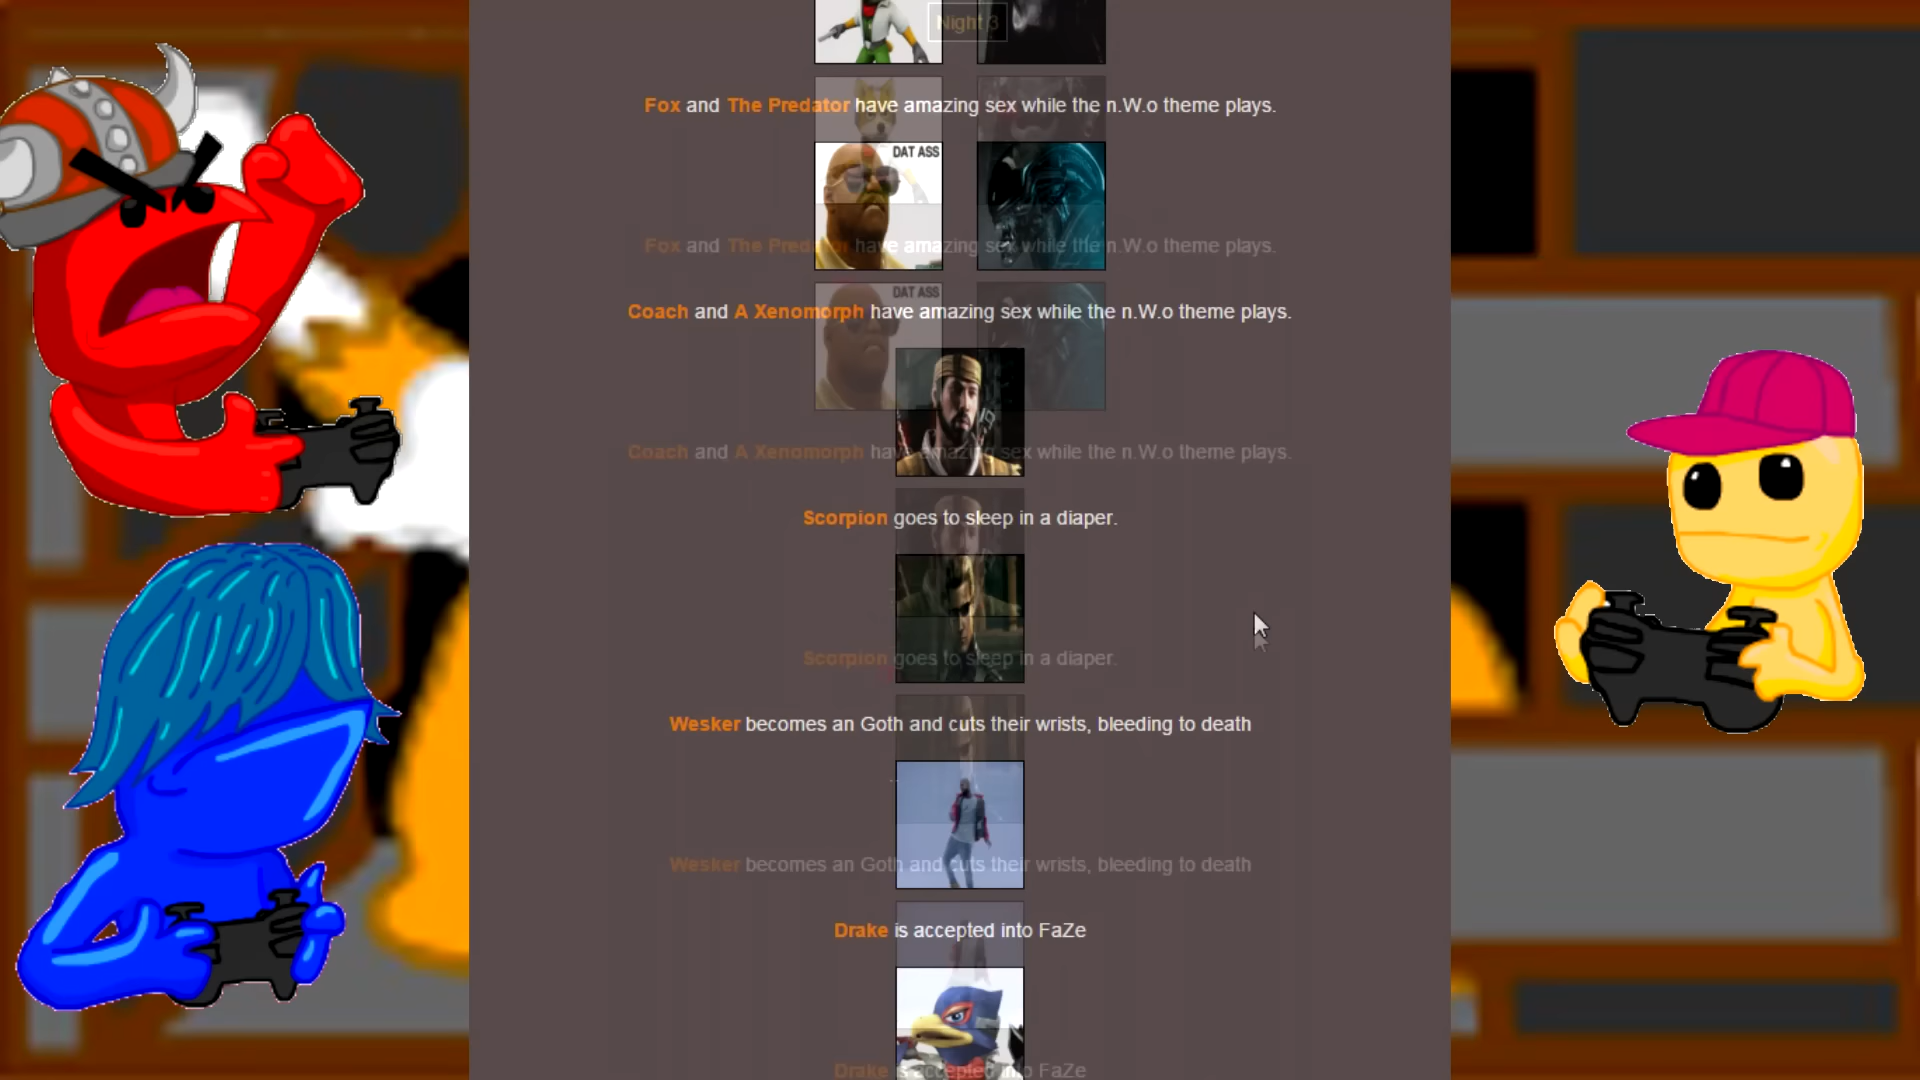 Night 3
Fox and The Predator have amazing sex while the n.W.o theme plays.
DAT ASS
Fox and The Predator have amazing sex while the n.W.o theme plays.
DAT ASS
Coach and A Xenomorph have amazing sex while the n.W.o theme plays.
Coach and A Xenomorph have amazing sex while the n.W.o theme plays.
Scorpion goes to sleep in a diaper.
Scorpion goes to sleep in a diaper.
Wesker becomes an Goth and cuts their wrists, bleeding to death
Wesker becomes an Goth and cuts their wrists, bleeding to death
Drake is accepted into FaZe
Drake is accepted into FaZe